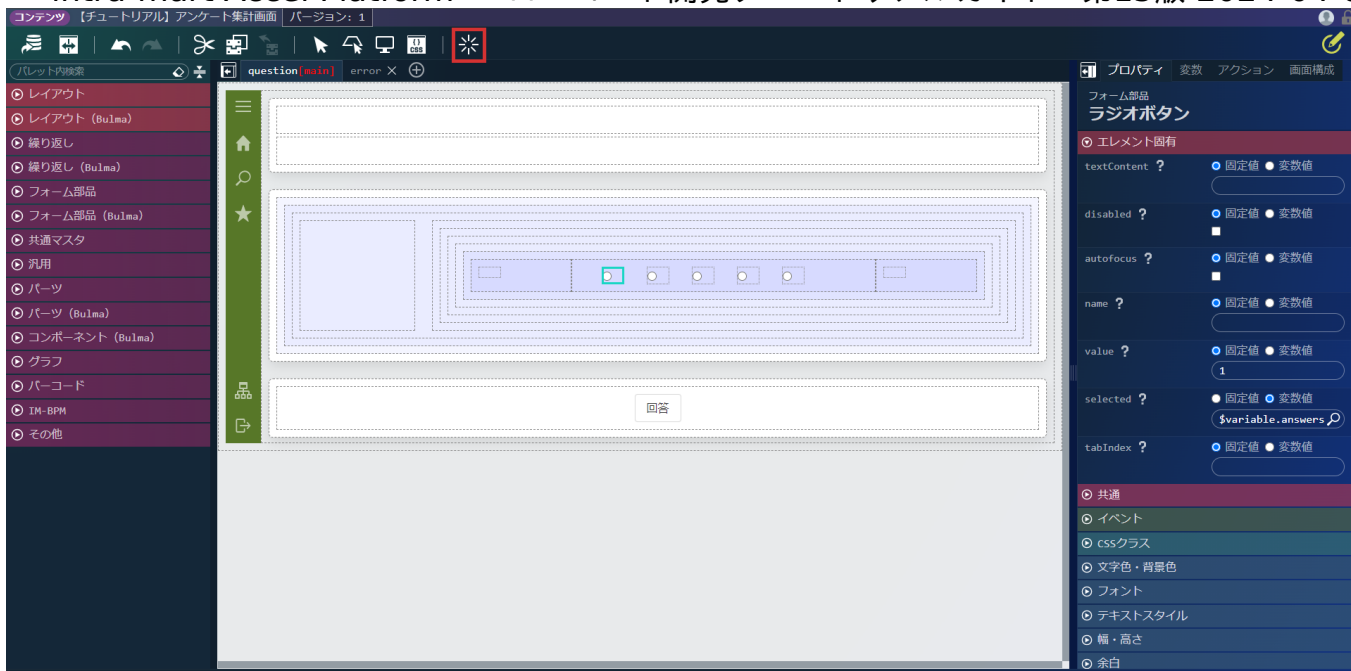 コンテンツ 【チュートリアル】アンケート集計画面 バージョン: 1
パレット内検索
question[main] error
プロパティ 変数 アクション 画面構成
レイアウト
レイアウト (Bulma)
繰り返し
繰り返し (Bulma)
フォーム部品
フォーム部品 (Bulma)
共通マスタ
汎用
パーツ
パーツ (Bulma)
コンポーネント (Bulma)
グラフ
バーコード
IM-BPM
その他
回答
フォーム部品
ラジオボタン
エレメント固有
textContent ? 固定値 変数値
disabled ? 固定値 変数値
autofocus ? 固定値 変数値
name ? 固定値 変数値
value ? 固定値 変数値
1
selected ? 固定値 変数値
$variable.answers
tabIndex ? 固定値 変数値
共通
イベント
CSSクラス
文字色・背景色
フォント
テキストスタイル
幅・高さ
余白